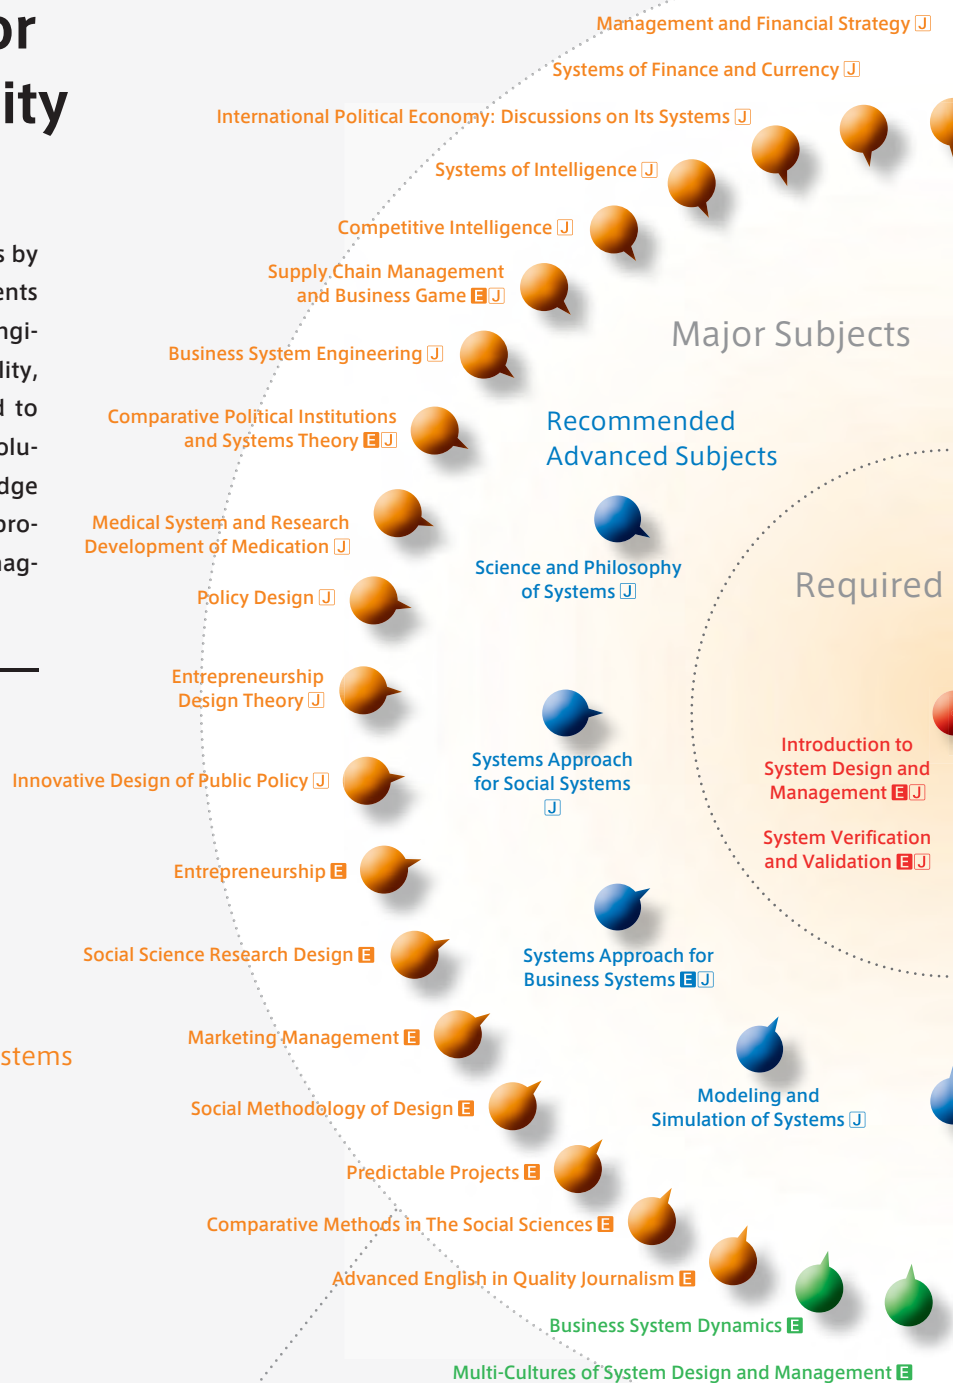 or
ity
s by
ents
ngi-
lity,
d to
olu-
dge
pro-
nag-
stems
Management and Financial Strategy J
Systems of Finance and Currency J
International Political Economy: Discussions on Its Systems J
Systems of Intelligence J
Competitive Intelligence J
Supply Chain Management
and Business Game E J
Business System Engineering J
Comparative Political Institutions
and Systems Theory E J
Medical System and Research
Development of Medication J
Policy Design J
Entrepreneurship
Design Theory J
Innovative Design of Public Policy J
Entrepreneurship E
Social Science Research Design E
Marketing Management E
Social Methodology of Design E
Predictable Projects E
Comparative Methods in The Social Sciences E
Advanced English in Quality Journalism E
Business System Dynamics E
Multi-Cultures of System Design and Management E
Major Subjects
Recommended
Advanced Subjects
Science and Philosophy
of Systems J
Systems Approach
for Social Systems
J
Systems Approach for
Business Systems E J
Modeling and
Simulation of Systems J
Required
Introduction to
System Design and
Management E J
System Verification
and Validation E J